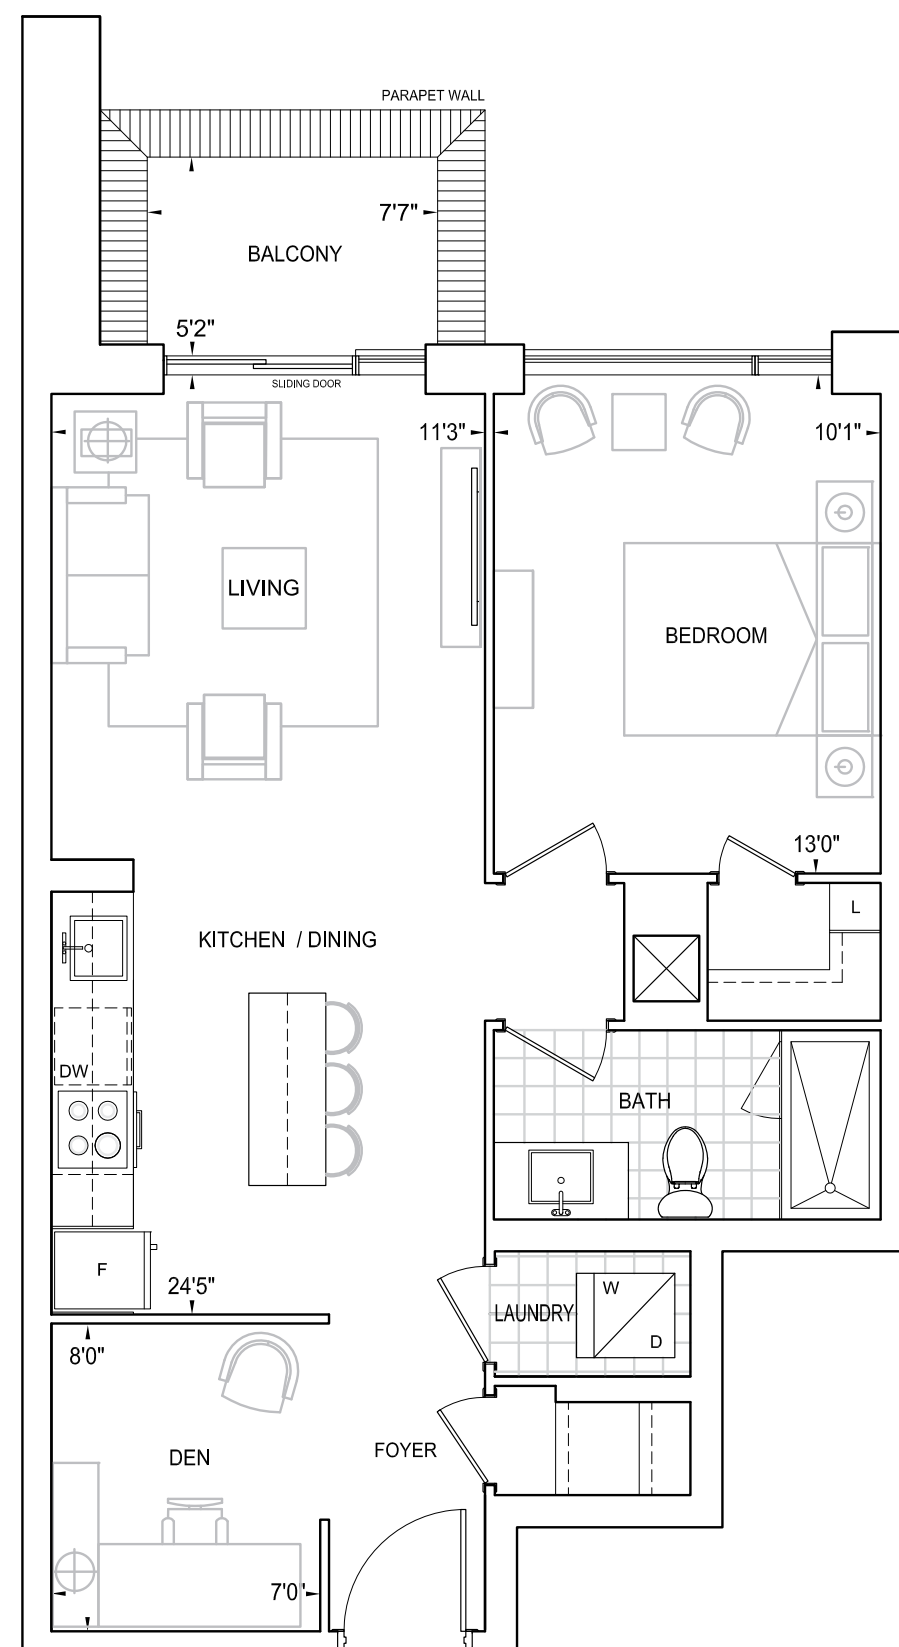 PARAPET WALL
7'7"
BALCONY
5'2"
SLIDING DOOR
11'3"
10'1"
LIVING
BEDROOM
13'0"
L
KITCHEN / DINING
DW
BATH
F
24'5"
W
LAUNDRY
D
8'0"
FOYER
DEN
7'0"